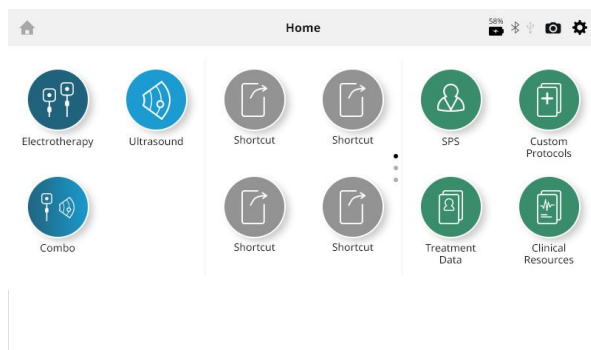 Home
58%
Electrotherapy
Ultrasound
Shortcut
Shortcut
SPS
Custom
Protocols
Combo
Shortcut
Shortcut
Treatment
Data
Clinical
Resources